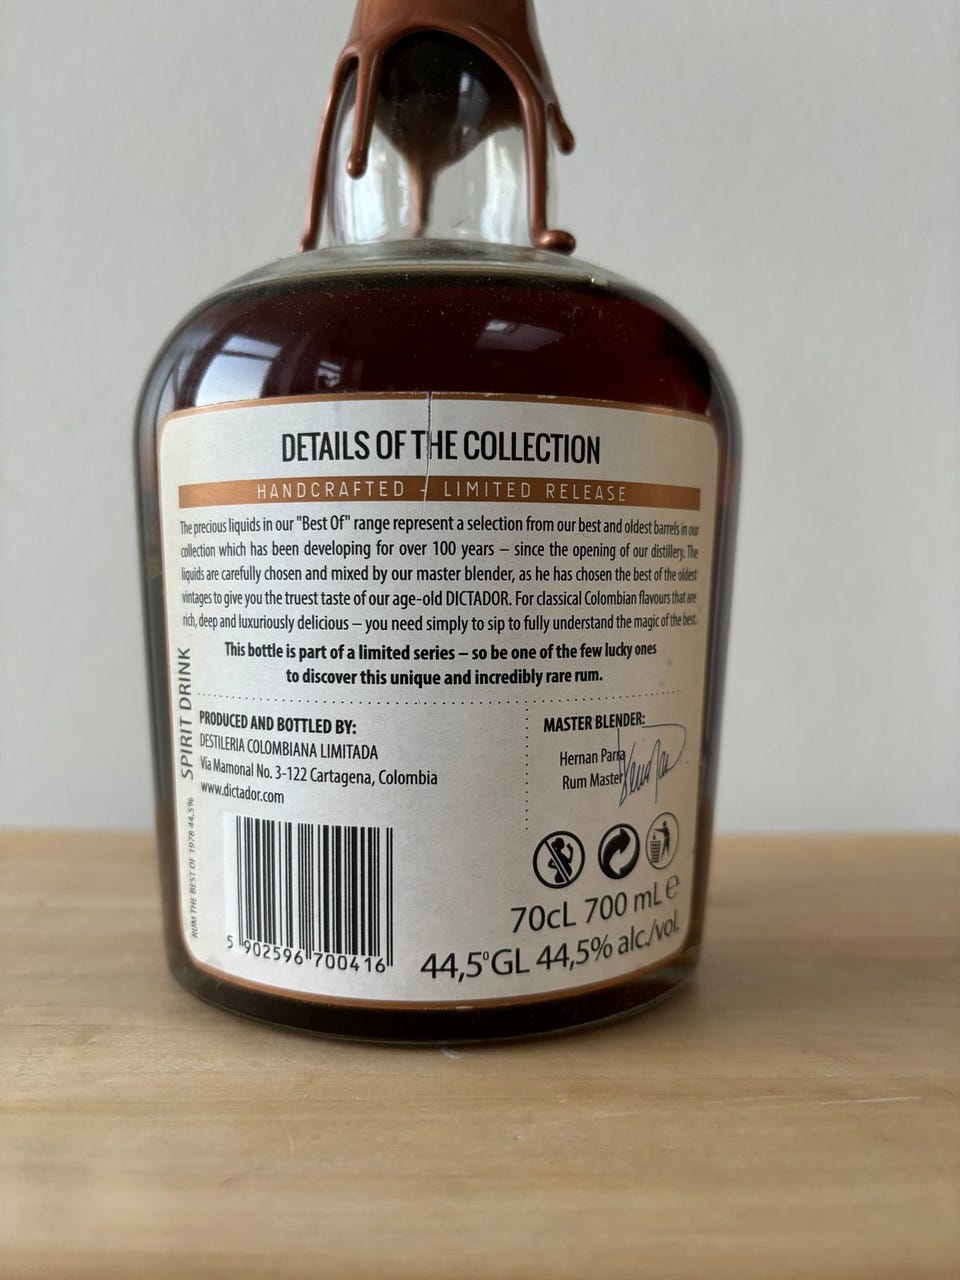 DETAILS OF THE COLLECTION
HANDCRAFTED - LIMITED RELEASE
The precious liquids in our "Best Of" range represent a selection from our best and oldest barrels in our
collection which has been developing for over 100 years – since the opening of our distillery. The
liquids are carefully chosen and mixed by our master blender, as he has chosen the best of the oldest
vintages to give you the truest taste of our age-old DICTADOR. For classical Colombian flavours that are
rich, deep and luxuriously delicious – you need simply to sip to fully understand the magic of the best.
This bottle is part of a limited series – so be one of the few lucky ones
to discover this unique and incredibly rare rum.
SPIRIT DRINK
RUM THE BEST OF 1978 44,5%
PRODUCED AND BOTTLED BY:
DESTILERIA COLOMBIANA LIMITADA
Via Mamonal No. 3-122 Cartagena, Colombia
www.dictador.com
MASTER BLENDER:
Hernan Parra
Rum Master
5 902596 700416
70cL 700 mL ℮
44,5°GL 44,5% alc./vol.